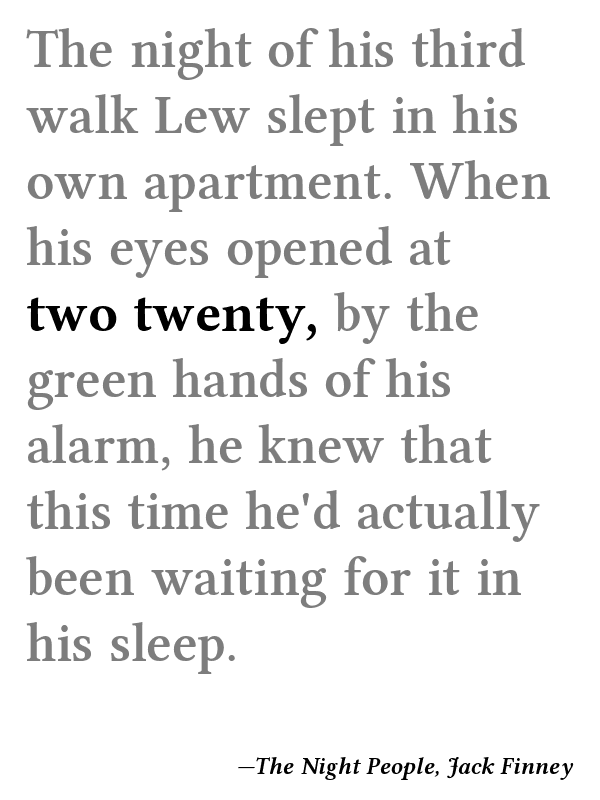 The night of his third
walk Lew slept in his
own apartment. When
his eyes opened at
two twenty, by the
green hands of his
alarm, he knew that
this time he'd actually
been waiting for it in
his sleep.
—The Night People, Jack Finney